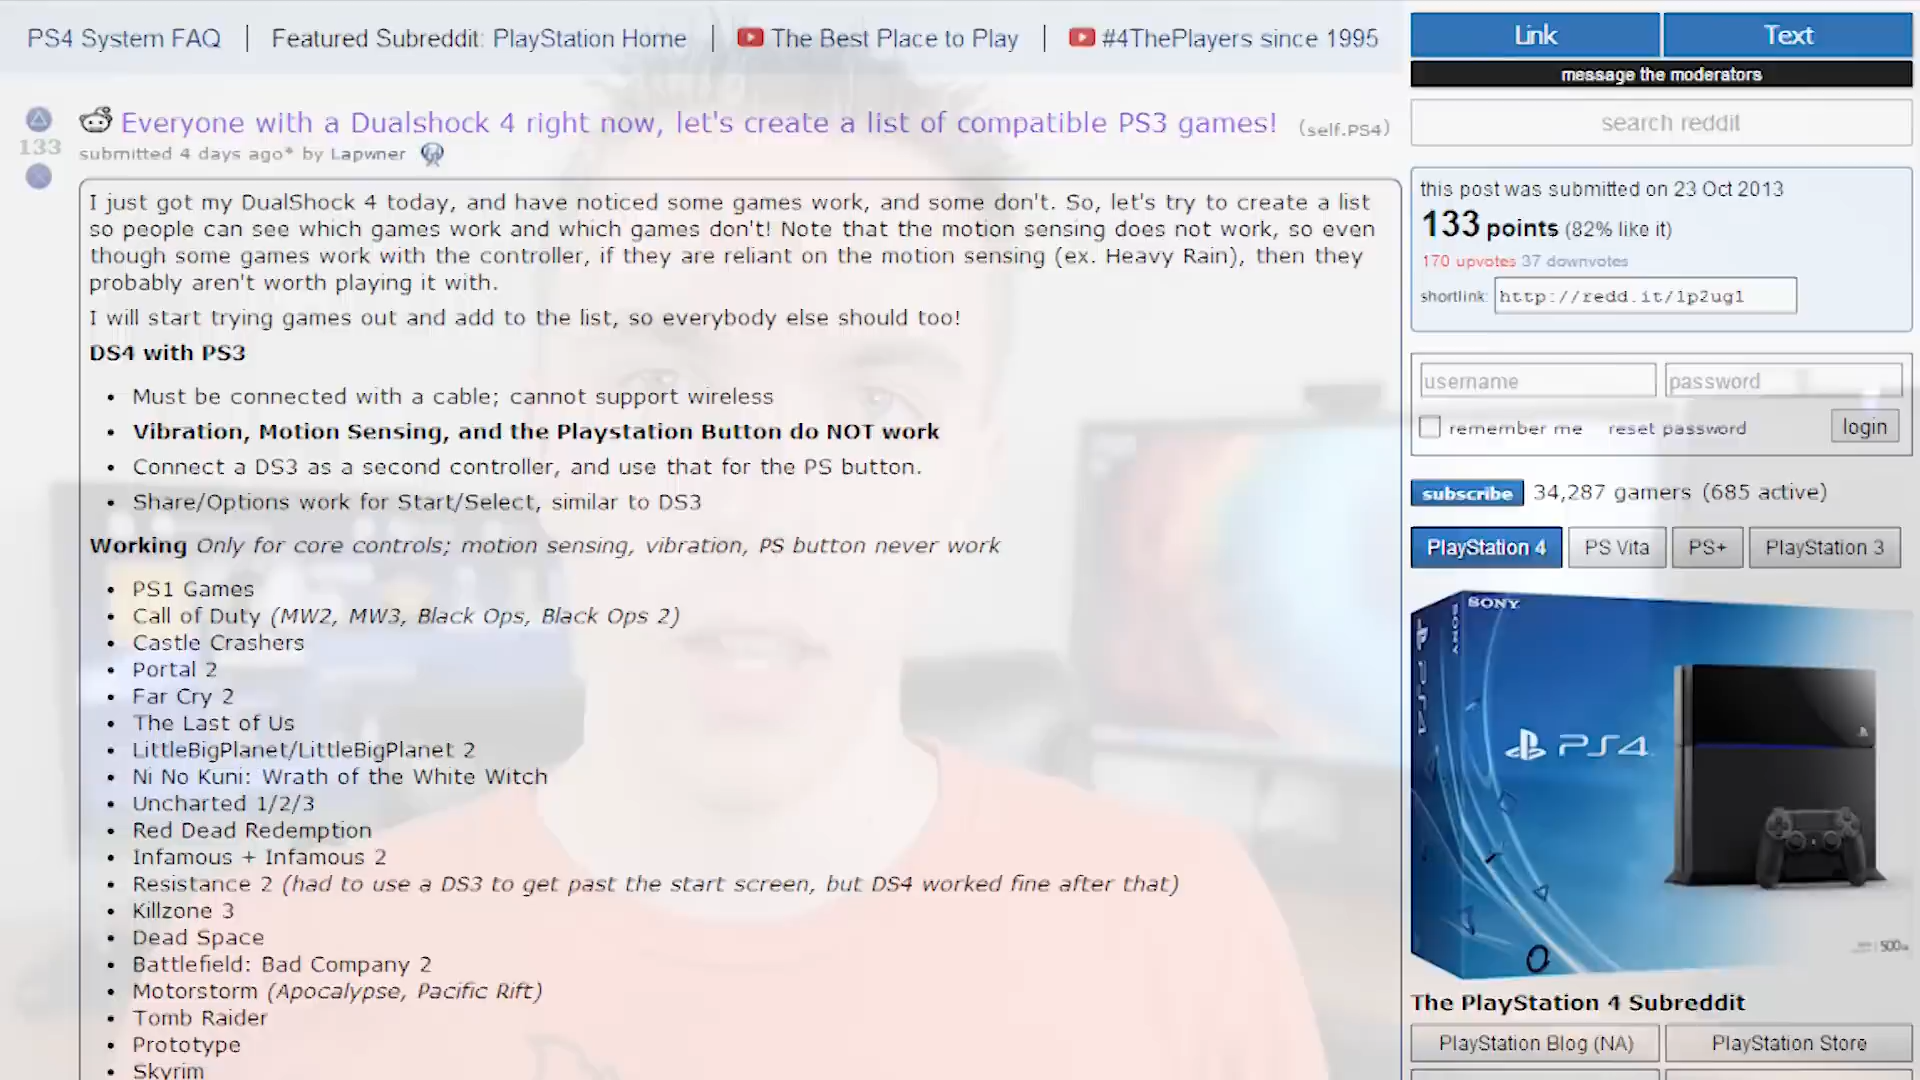 PS4 System FAQ | Featured Subreddit: PlayStation Home | The Best Place to Play | #4ThePlayers since 1995
Link Text
message the moderators
search reddit
Everyone with a Dualshock 4 right now, let's create a list of compatible PS3 games! (self.PS4)
133
submitted 4 days ago* by Lapwner
I just got my DualShock 4 today, and have noticed some games work, and some don't. So, let's try to create a list
so people can see which games work and which games don't! Note that the motion sensing does not work, so even
though some games work with the controller, if they are reliant on the motion sensing (ex. Heavy Rain), then they
probably aren't worth playing it with.
I will start trying games out and add to the list, so everybody else should too!
DS4 with PS3
• Must be connected with a cable; cannot support wireless
• Vibration, Motion Sensing, and the Playstation Button do NOT work
• Connect a DS3 as a second controller, and use that for the PS button.
• Share/Options work for Start/Select, similar to DS3
Working Only for core controls; motion sensing, vibration, PS button never work
• PS1 Games
• Call of Duty (MW2, MW3, Black Ops, Black Ops 2)
• Castle Crashers
• Portal 2
• Far Cry 2
• The Last of Us
• LittleBigPlanet/LittleBigPlanet 2
• Ni No Kuni: Wrath of the White Witch
• Uncharted 1/2/3
• Red Dead Redemption
• Infamous + Infamous 2
• Resistance 2 (had to use a DS3 to get past the start screen, but DS4 worked fine after that)
• Killzone 3
• Dead Space
• Battlefield: Bad Company 2
• Motorstorm (Apocalypse, Pacific Rift)
• Tomb Raider
• Prototype
• Skyrim
this post was submitted on 23 Oct 2013
133 points (82% like it)
170 upvotes 37 downvotes
shortlink: http://redd.it/1p2ug1
username password
remember me reset password login
subscribe 34,287 gamers (685 active)
PlayStation 4 PS Vita PS+ PlayStation 3
SONY
SONY
PS4
PS4
500
The PlayStation 4 Subreddit
PlayStation Blog (NA) PlayStation Store